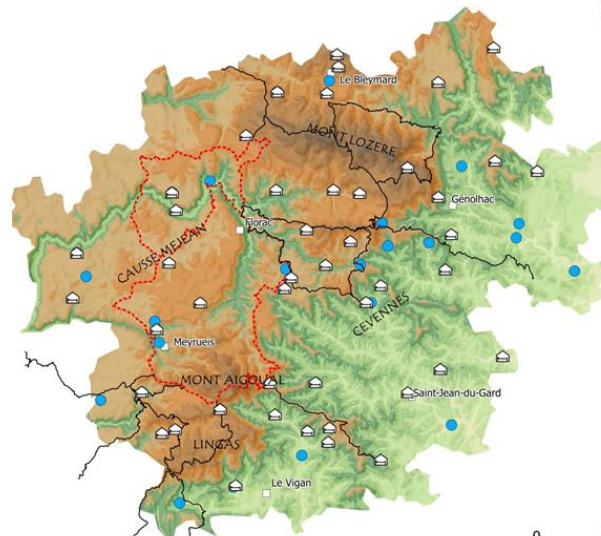 Le Bleymard
MONT LOZERE
Génolhac
Florac
CAUSSE-MEJEAN
CEVENNES
Meyrueis
MONT AIGOUAL
Saint-Jean-du-Gard
LINGAS
Le Vigan
0